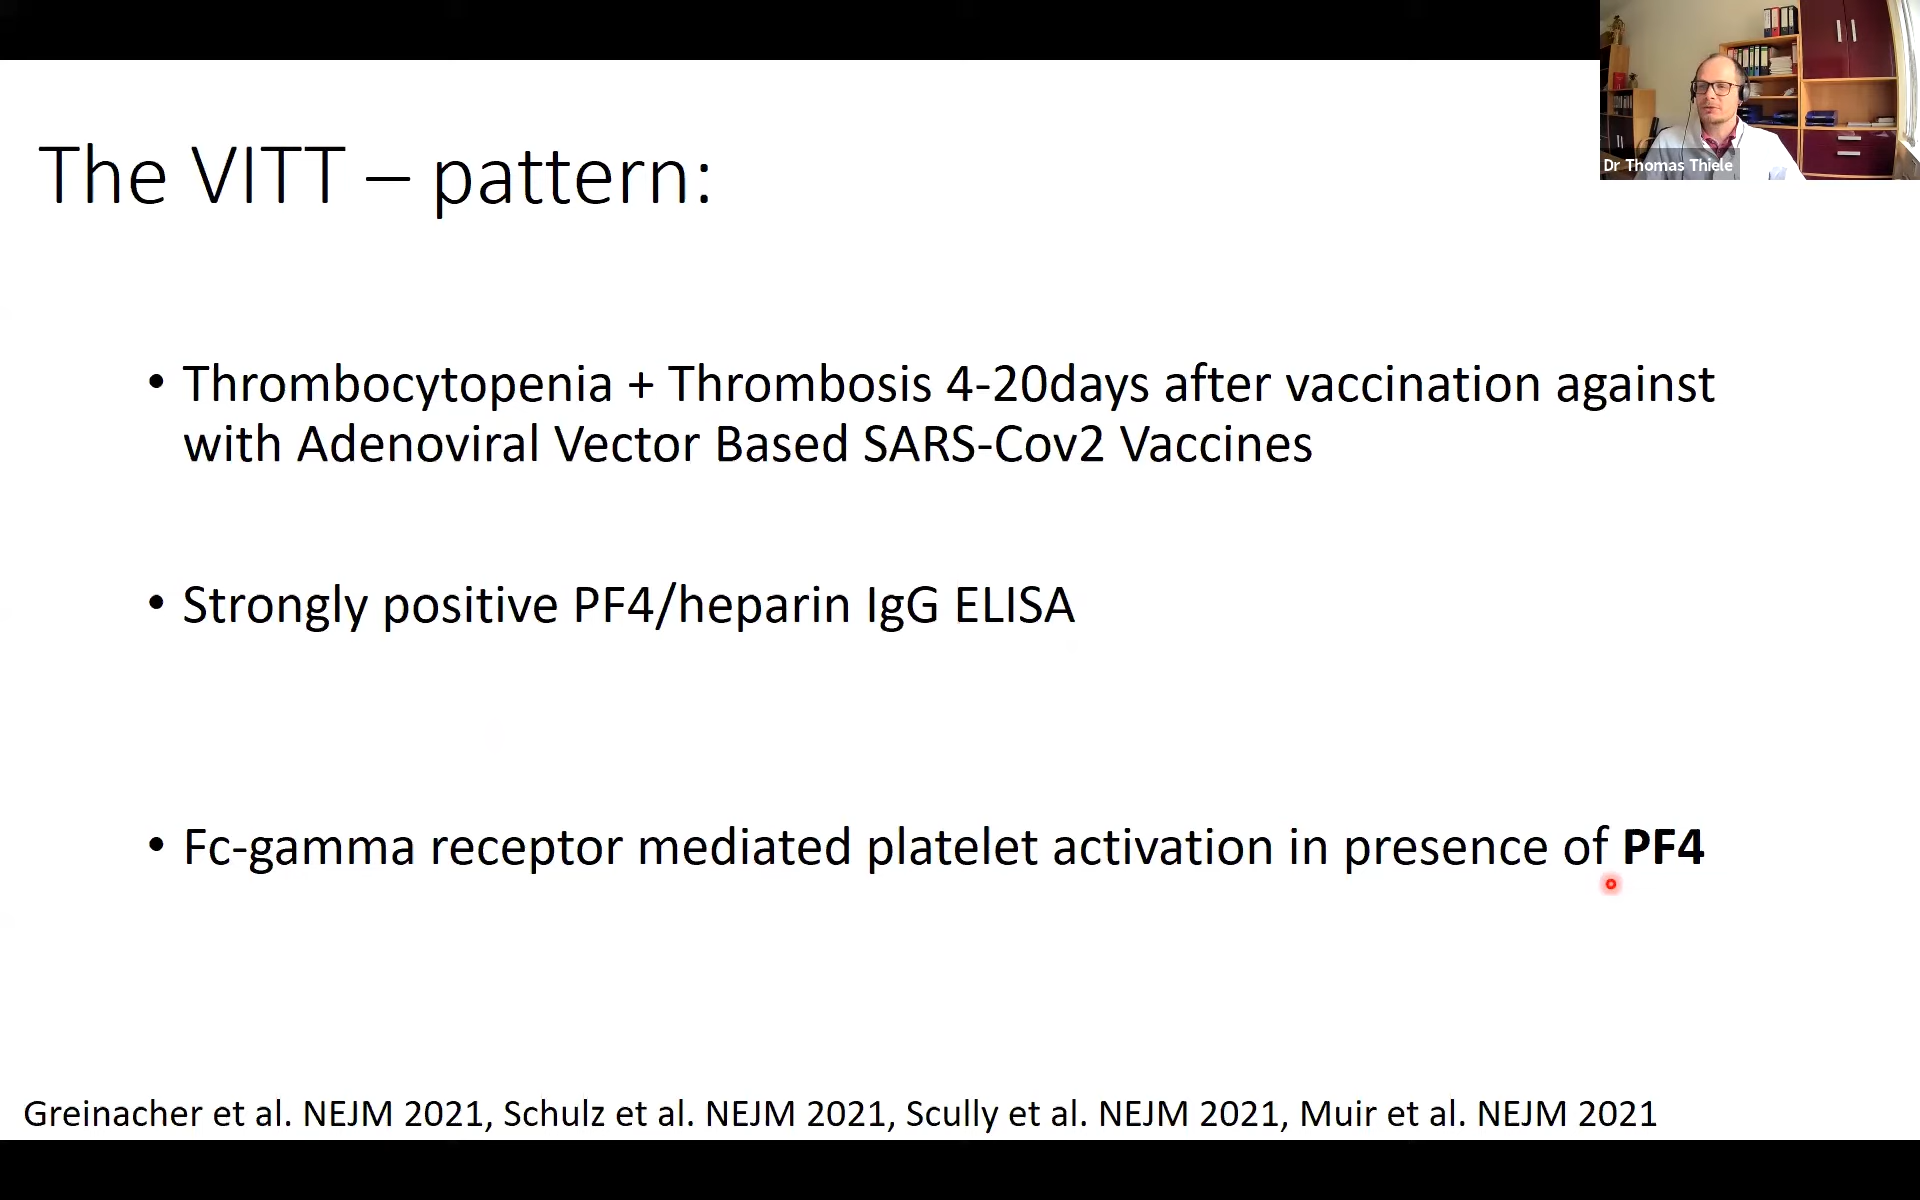 The VITT – pattern:
Dr Thomas Thiele
• Thrombocytopenia + Thrombosis 4-20days after vaccination against
with Adenoviral Vector Based SARS-Cov2 Vaccines
• Strongly positive PF4/heparin IgG ELISA
• Fc-gamma receptor mediated platelet activation in presence of PF4
Greinacher et al. NEJM 2021, Schulz et al. NEJM 2021, Scully et al. NEJM 2021, Muir et al. NEJM 2021